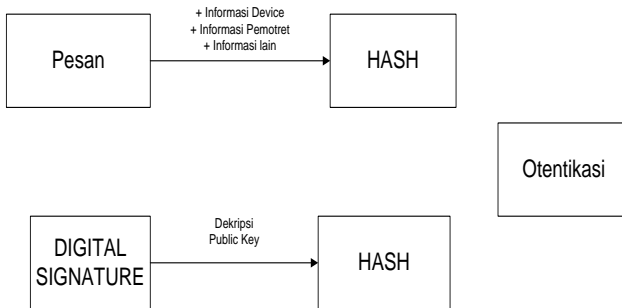 Pesan
+ Informasi Device
+ Informasi Pemotret
+ Informasi lain
HASH
Otentikasi
DIGITAL
SIGNATURE
Dekripsi
Public Key
HASH